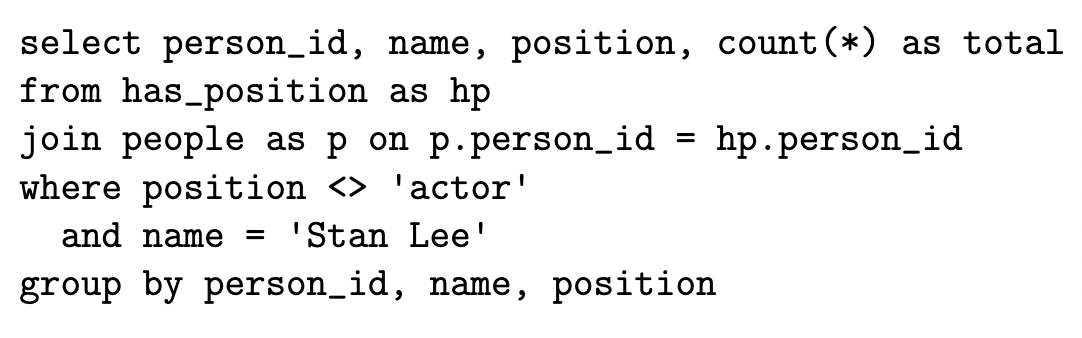 select person_id, name, position, count(*) as total
from has_position as hp
join people as p on p.person_id = hp.person_id
where position <> 'actor'
  and name = 'Stan Lee'
group by person_id, name, position